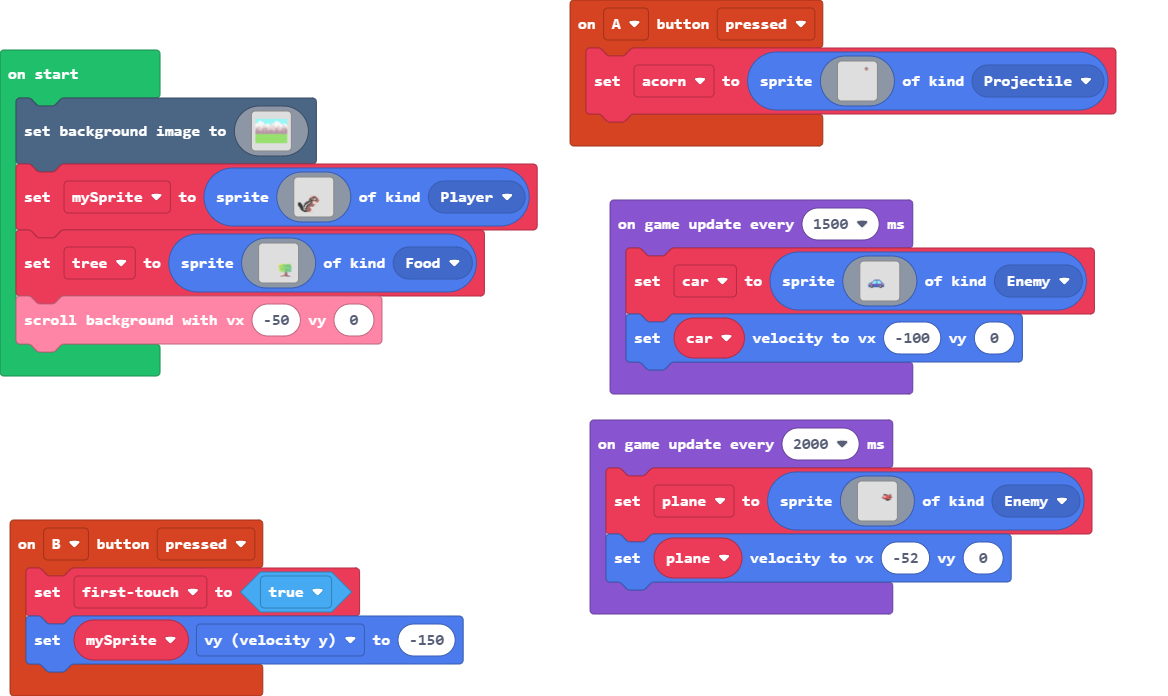 on start
set background image to
set mySprite to sprite of kind Player
set tree to sprite of kind Food
scroll background with vx -50 vy 0
on B button pressed
set first-touch to true
set mySprite vy (velocity y) to -150
on A button pressed
set acorn to sprite of kind Projectile
on game update every 1500 ms
set car to sprite of kind Enemy
set car velocity to vx -100 vy 0
on game update every 2000 ms
set plane to sprite of kind Enemy
set plane velocity to vx -52 vy 0